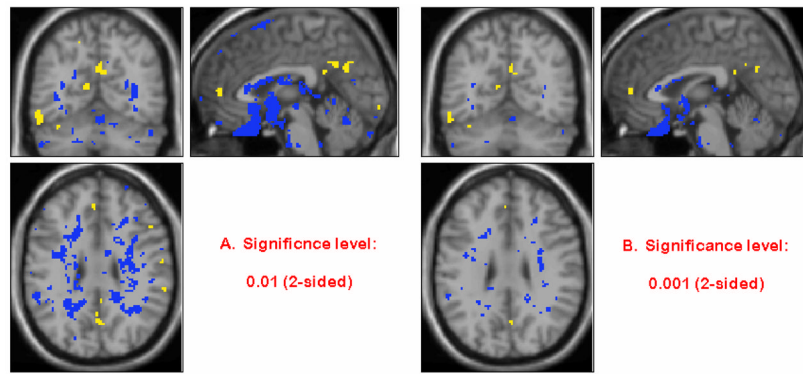 A. Significnce level:
0.01 (2-sided)
B. Significance level:
0.001 (2-sided)